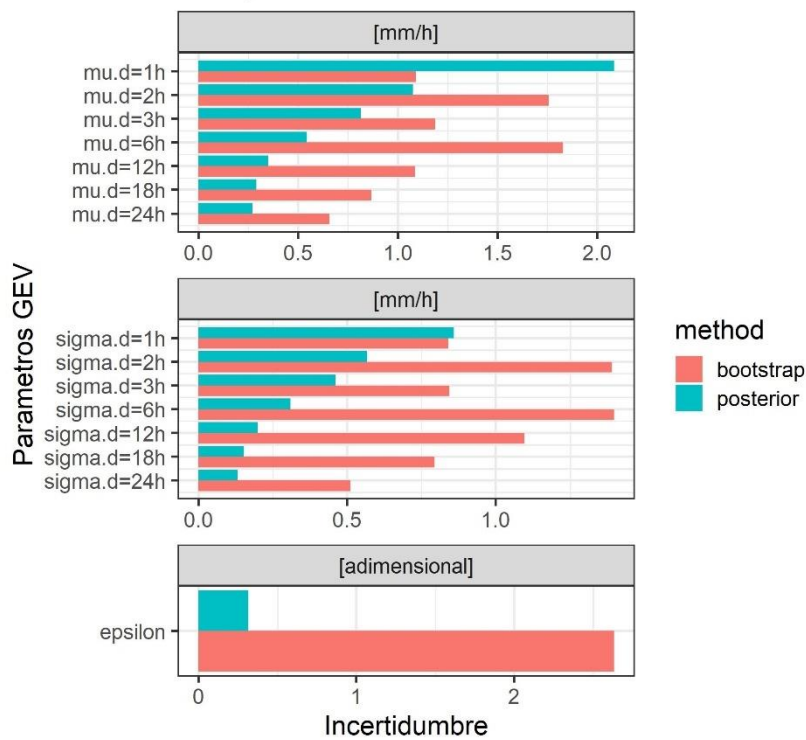 [mm/h]
mu.d=1h
mu.d=2h
mu.d=3h
mu.d=6h
mu.d=12h
mu.d=18h
mu.d=24h
0.0 0.5 1.0 1.5 2.0
[mm/h]
sigma.d=1h
sigma.d=2h
sigma.d=3h
sigma.d=6h
sigma.d=12h
sigma.d=18h
sigma.d=24h
0.0 0.5 1.0
[adimensional]
epsilon
0 1 2
Incertidumbre
Parametros GEV
method
bootstrap
posterior